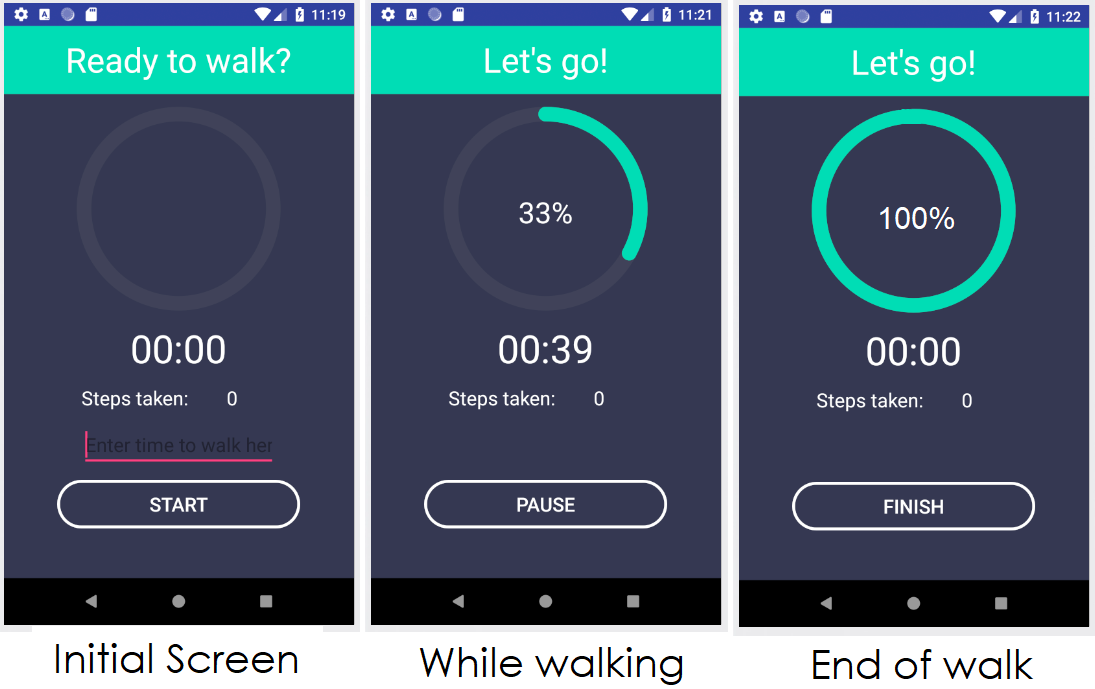 11:19
Ready to walk?
00:00
Steps taken: 0
Enter time to walk her
START
Initial Screen
11:21
Let's go!
33%
00:39
Steps taken: 0
PAUSE
While walking
11:22
Let's go!
100%
00:00
Steps taken: 0
FINISH
End of walk